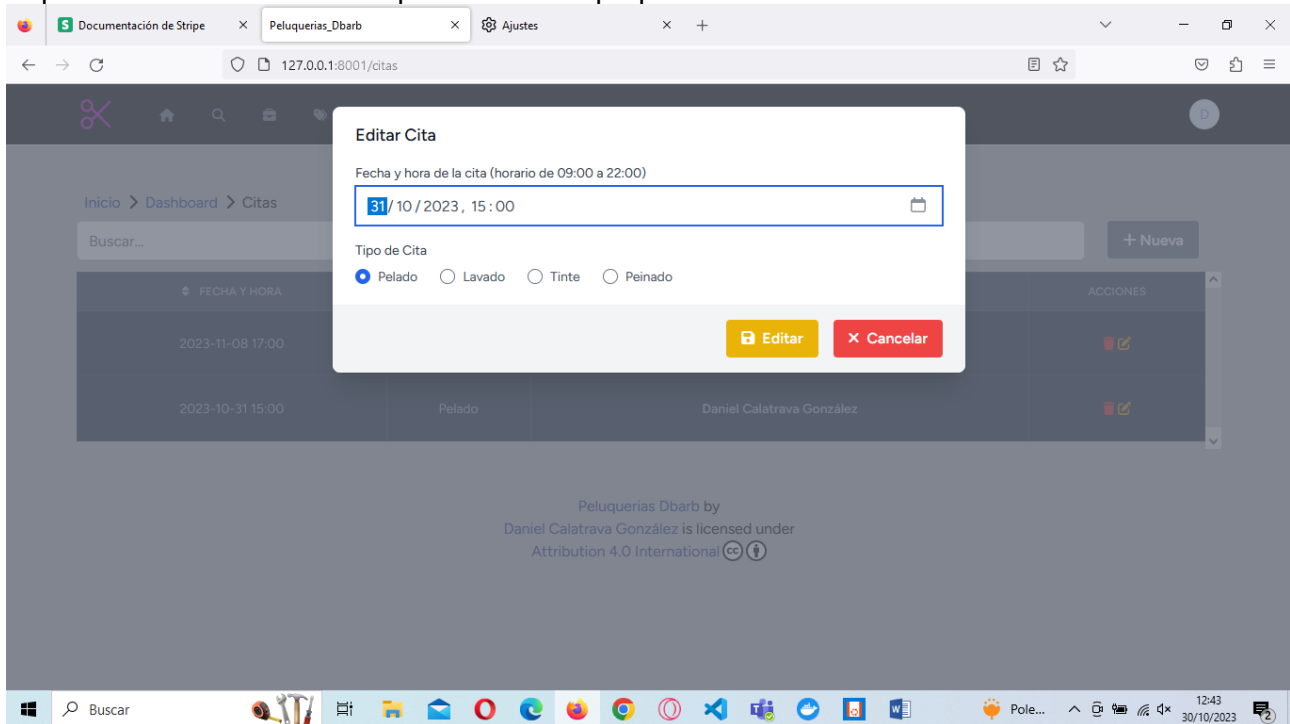 Documentación de Stripe
Peluquerias_Dbarb
Ajustes
127.0.0.1:8001/citas
D
Editar Cita
Fecha y hora de la cita (horario de 09:00 a 22:00)
31/10/2023, 15:00
Tipo de Cita
Pelado Lavado Tinte Peinado
Editar Cancelar
Inicio > Dashboard > Citas
Buscar...
+ Nueva
FECHA Y HORA ACCIONES
2023-11-08 17:00
2023-10-31 15:00 Pelado Daniel Calatrava González
Peluquerias Dbarb by
Daniel Calatrava González is licensed under
Attribution 4.0 International
Buscar
Pole...
12:43
30/10/2023
2